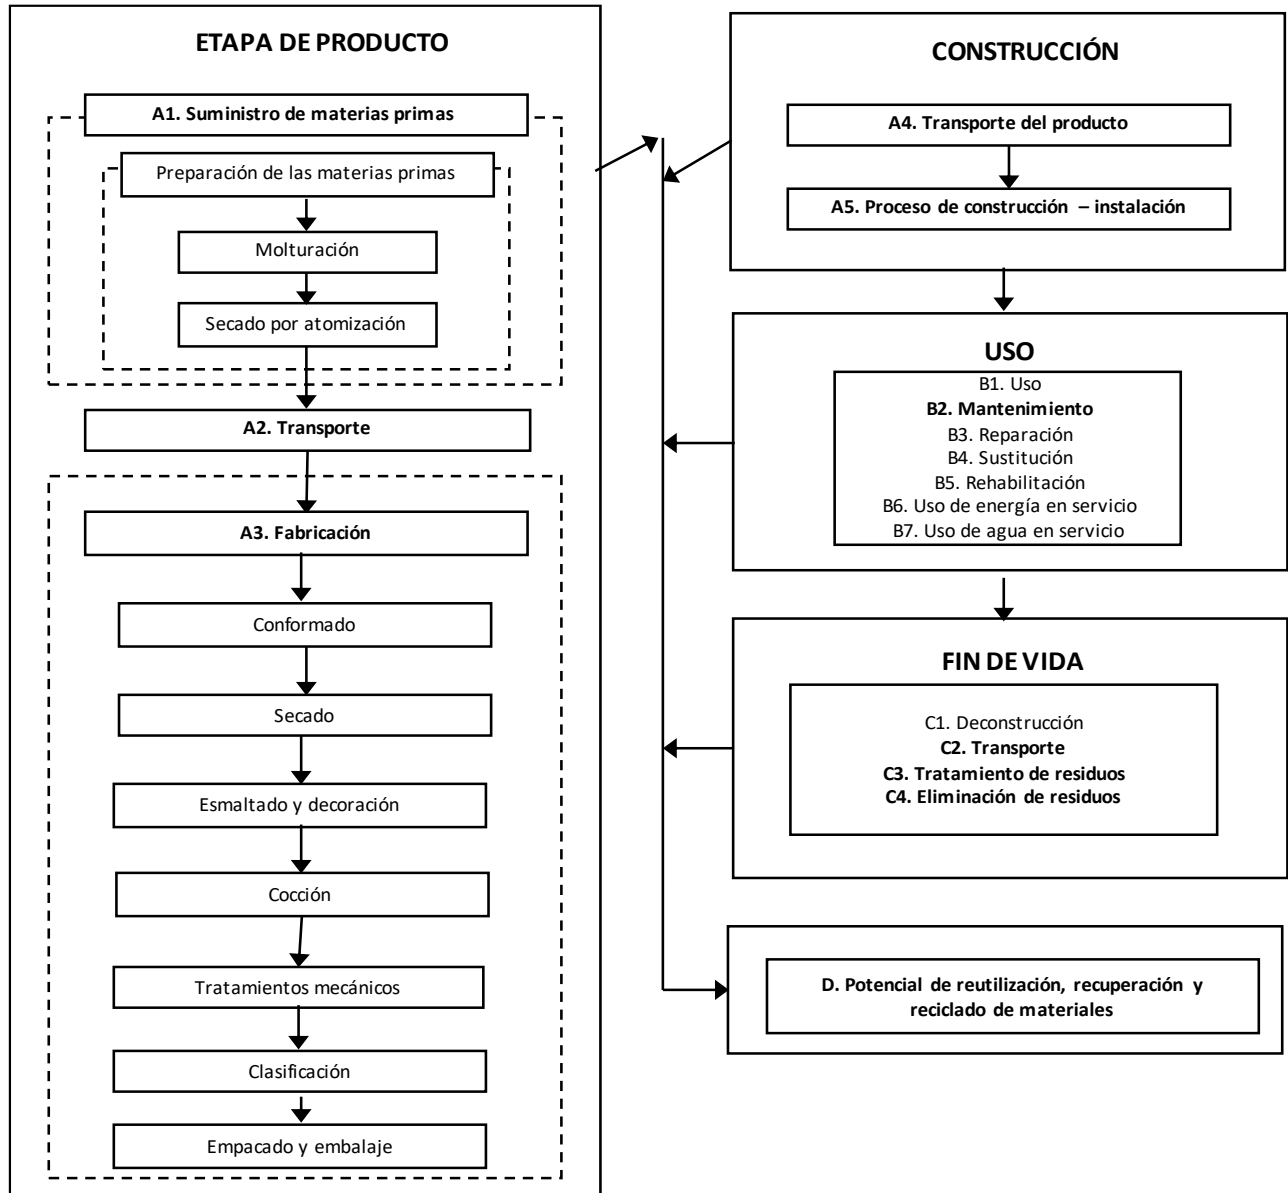 ETAPA DE PRODUCTO
A1. Suministro de materias primas
Preparación de las materias primas
Molturación
Secado por atomización
A2. Transporte
A3. Fabricación
Conformado
Secado
Esmaltado y decoración
Cocción
Tratamientos mecánicos
Clasificación
Empacado y embalaje
CONSTRUCCIÓN
A4. Transporte del producto
A5. Proceso de construcción – instalación
USO
B1. Uso
B2. Mantenimiento
B3. Reparación
B4. Sustitución
B5. Rehabilitación
B6. Uso de energía en servicio
B7. Uso de agua en servicio
FIN DE VIDA
C1. Deconstrucción
C2. Transporte
C3. Tratamiento de residuos
C4. Eliminación de residuos
D. Potencial de reutilización, recuperación y
reciclado de materiales